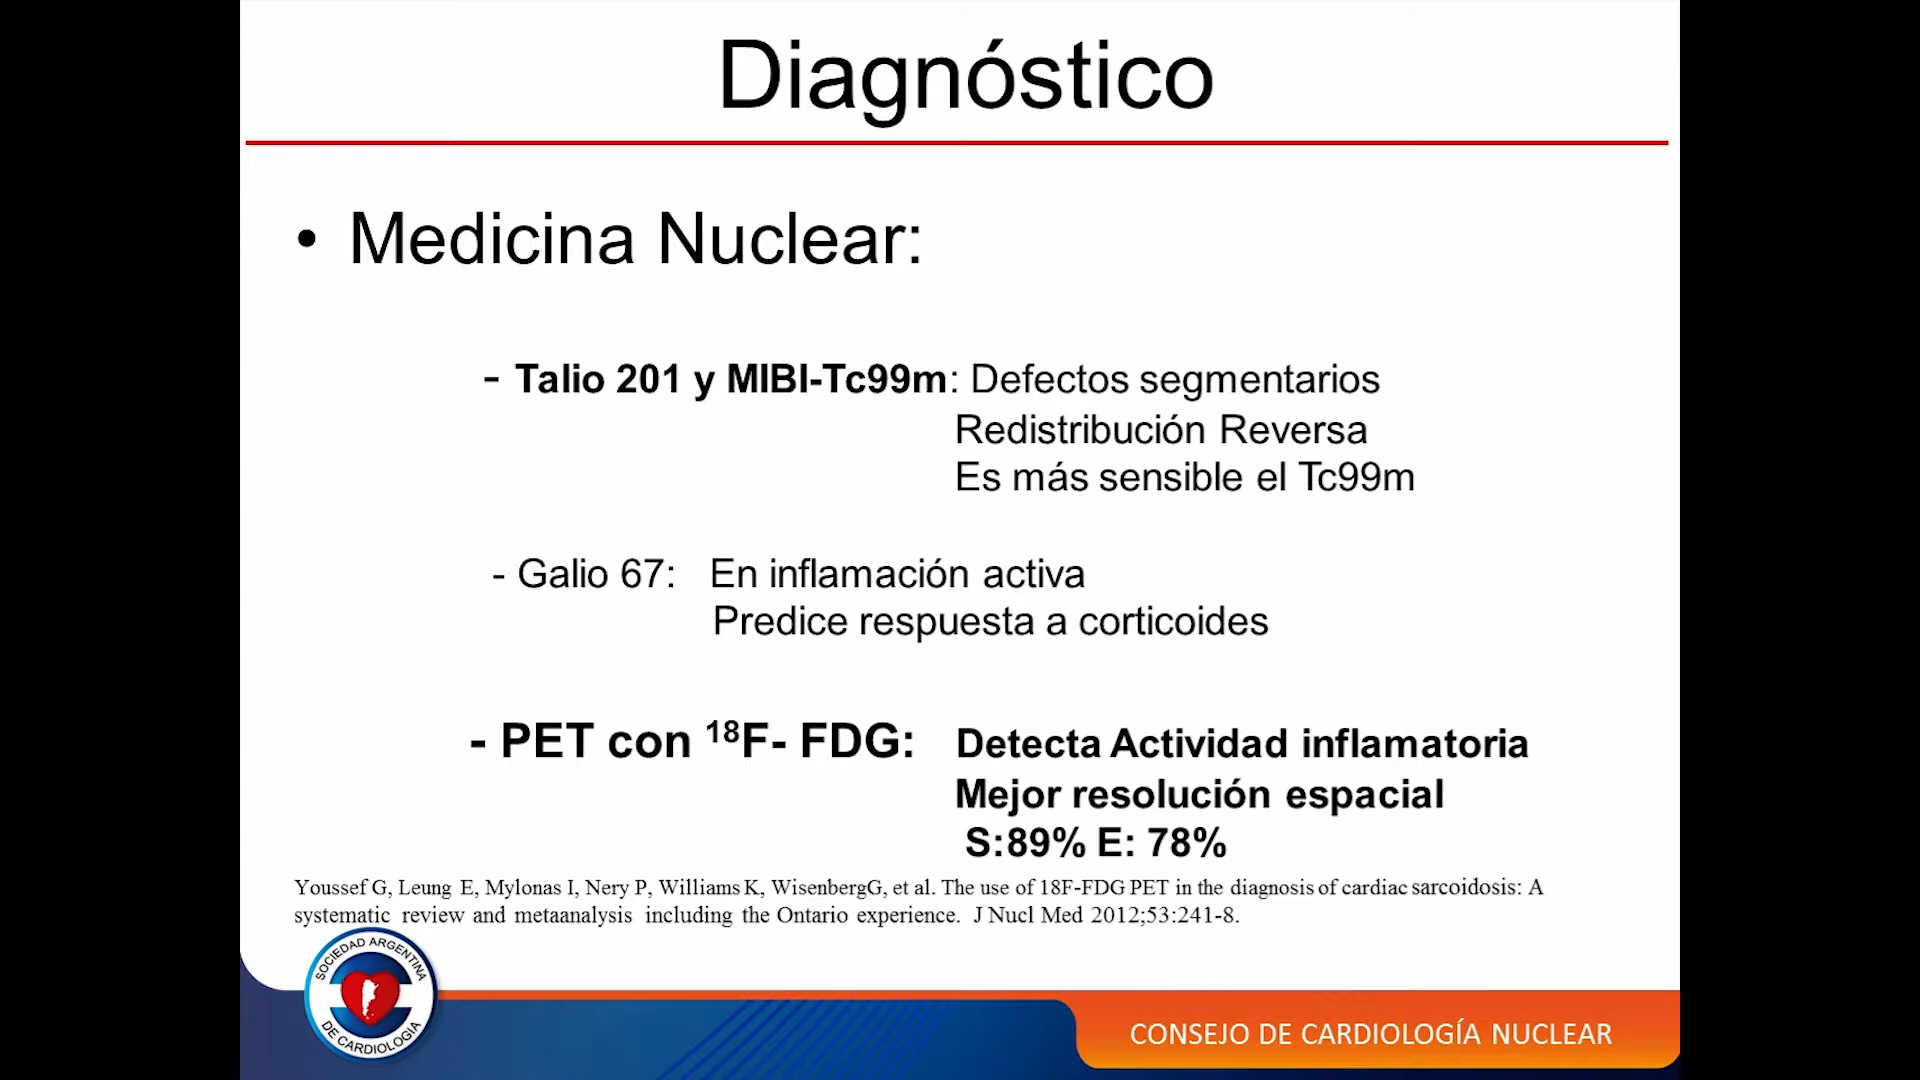 Diagnóstico
• Medicina Nuclear:
- Talio 201 y MIBI-Tc99m: Defectos segmentarios
Redistribución Reversa
Es más sensible el Tc99m
- Galio 67: En inflamación activa
Predice respuesta a corticoides
- PET con ¹⁸F- FDG: Detecta Actividad inflamatoria
Mejor resolución espacial
S:89% E: 78%
Youssef G, Leung E, Mylonas I, Nery P, Williams K, WisenbergG, et al. The use of 18F-FDG PET in the diagnosis of cardiac sarcoidosis: A
systematic review and metaanalysis including the Ontario experience. J Nucl Med 2012;53:241-8.
SOCIEDAD ARGENTINA
DE CARDIOLOGIA
CONSEJO DE CARDIOLOGÍA NUCLEAR